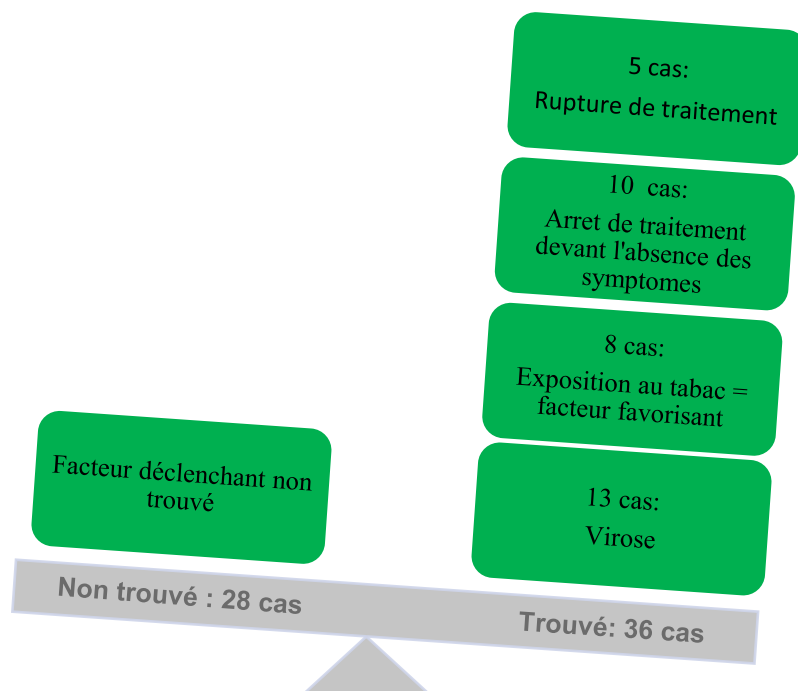 5 cas:
Rupture de traitement
10 cas:
Arret de traitement
devant l'absence des
symptomes
8 cas:
Exposition au tabac =
facteur favorisant
13 cas:
Virose
Facteur déclenchant non
trouvé
Non trouvé : 28 cas
Trouvé: 36 cas